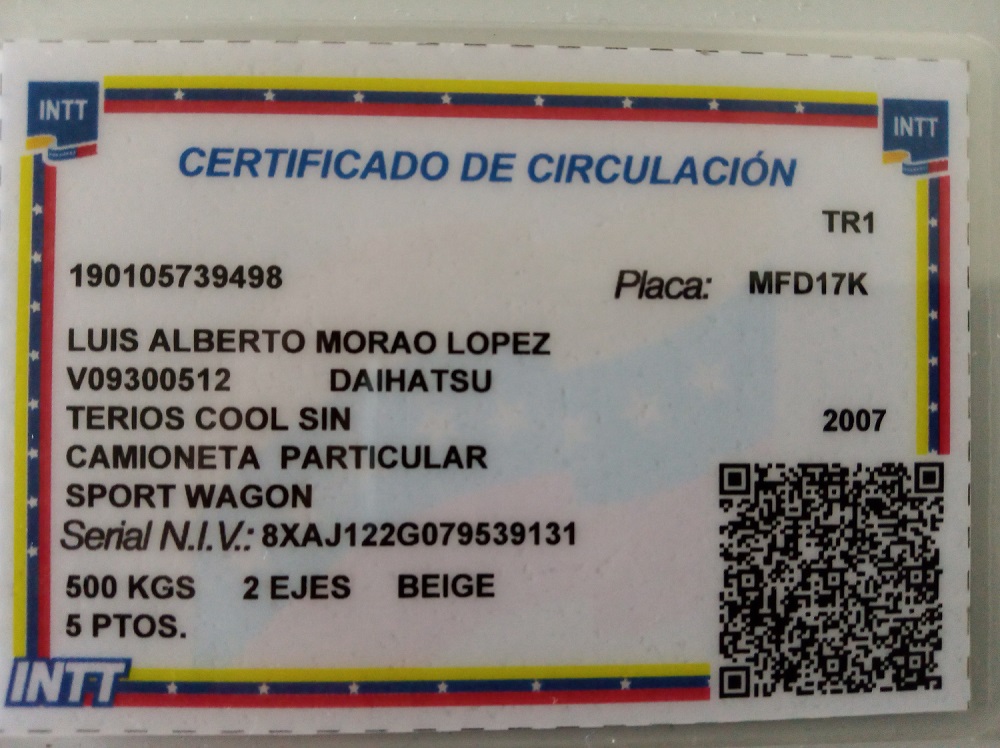 INTT
INTT
CERTIFICADO DE CIRCULACIÓN
TR1
190105739498 Placa: MFD17K
LUIS ALBERTO MORAO LOPEZ
V09300512 DAIHATSU
TERIOS COOL SIN 2007
CAMIONETA PARTICULAR
SPORT WAGON
Serial N.I.V.: 8XAJ122G079539131
500 KGS 2 EJES BEIGE
5 PTOS.
INTT